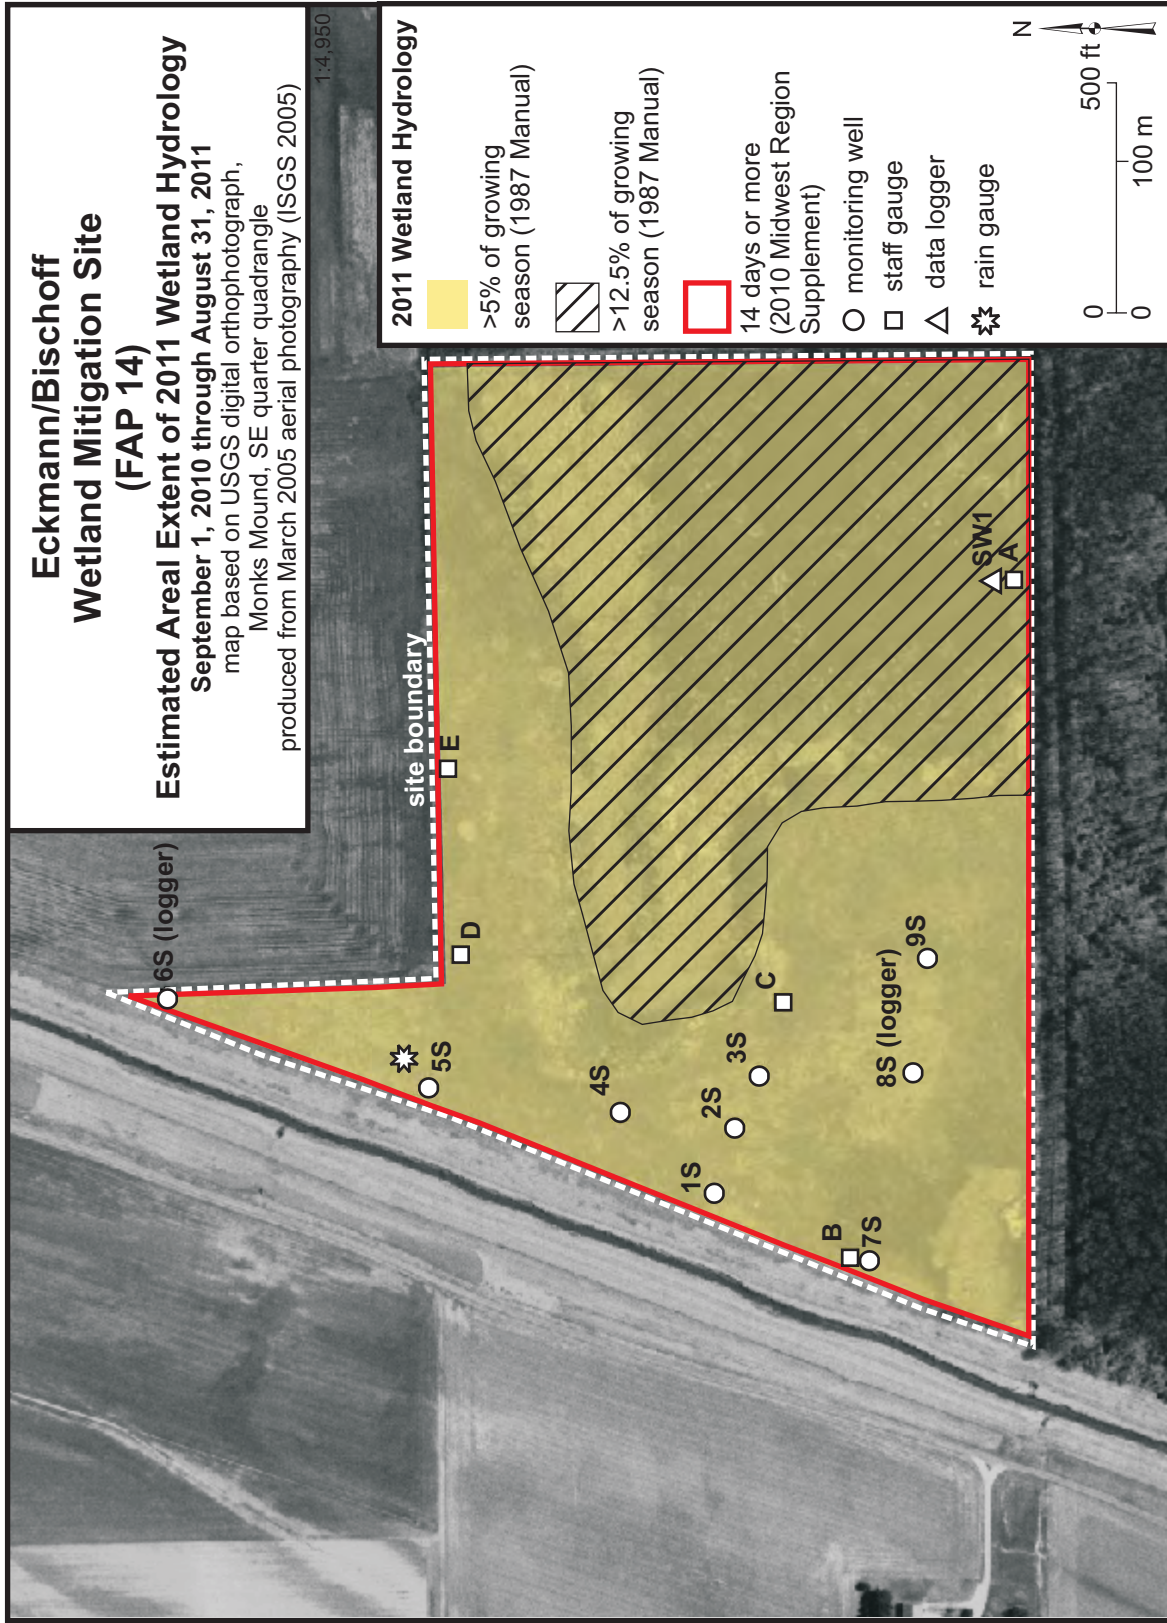 Eckmann/Bischoff
Wetland Mitigation Site
(FAP 14)
Estimated Areal Extent of 2011 Wetland Hydrology
September 1, 2010 through August 31, 2011
map based on USGS digital orthophotograph,
Monks Mound, SE quarter quadrangle
produced from March 2005 aerial photography (ISGS 2005)
1:4,950
2011 Wetland Hydrology
>5% of growing
season (1987 Manual)
>12.5% of growing
season (1987 Manual)
14 days or more
(2010 Midwest Region
Supplement)
monitoring well
staff gauge
data logger
rain gauge
N
0
500 ft
0
100 m
site boundary
6S (logger)
5S
D
E
4S
1S
2S
3S
C
B
7S
8S (logger)
9S
SW1
A